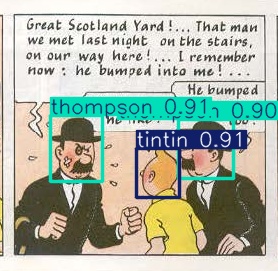 Great Scotland Yard!... That man
we met last night on the stairs,
on our way here!... I remember
now: he bumped into me!...
He bumped
thompson 0.91
0.90
tintin 0.91